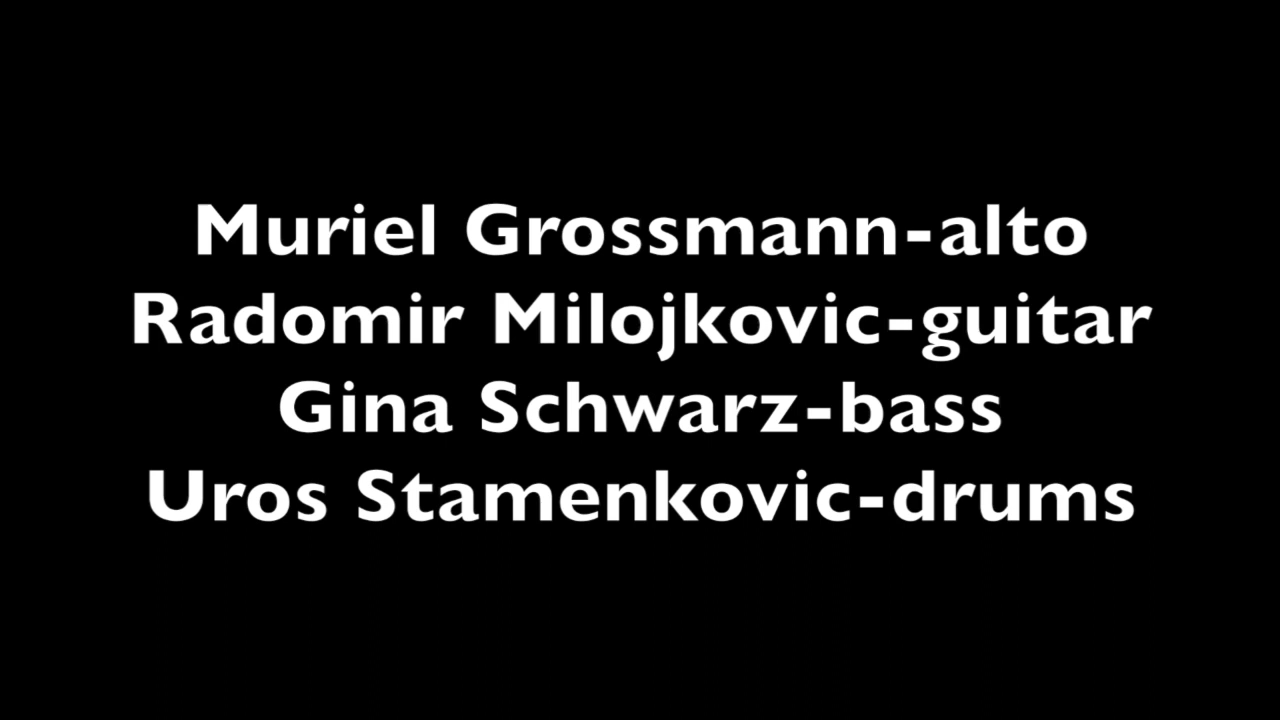 Muriel Grossmann-alto
Radomir Milojkovic-guitar
Gina Schwarz-bass
Uros Stamenkovic-drums